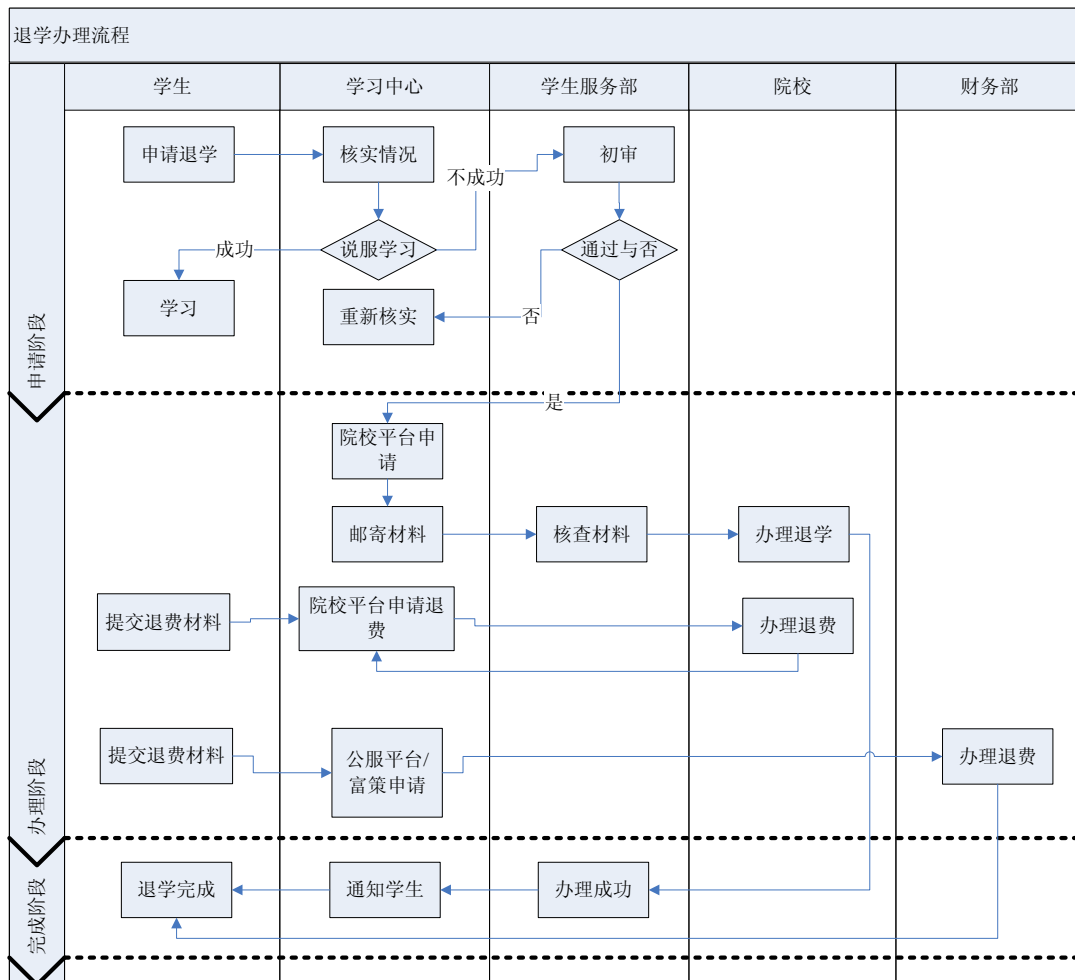 退学办理流程
学生
学习中心
学生服务部
院校
财务部
申请阶段
申请退学
核实情况
初审
不成功
成功
说服学习
通过与否
学习
重新核实
否
是
办理阶段
院校平台申
请
邮寄材料
核查材料
办理退学
提交退费材料
院校平台申请退
费
办理退费
提交退费材料
公服平台/
富策申请
办理退费
完成阶段
退学完成
通知学生
办理成功